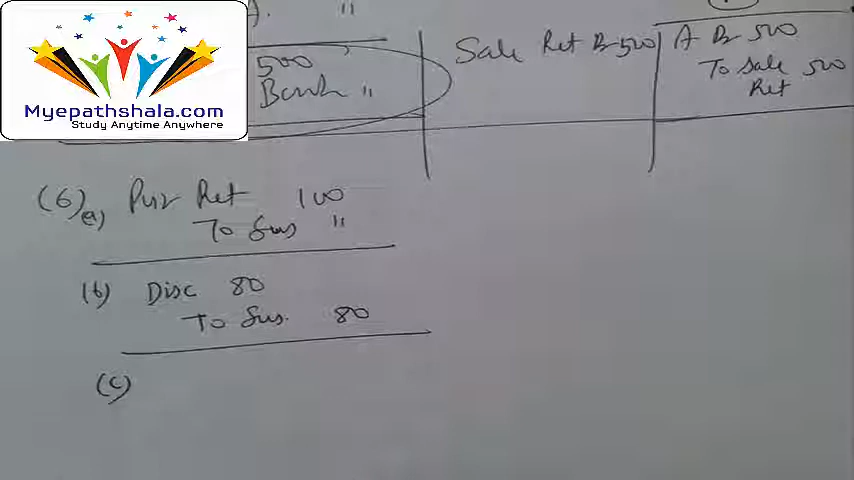 Myepathshala.com
Study Anytime Anywhere
). "
500
Bank "
Sale Ret Dr 500
A Dr 500
To Sale 500
Ret
(6)
(a) Pur Ret 100
To Sus "
(b) Disc 80
To Sus. 80
(c)